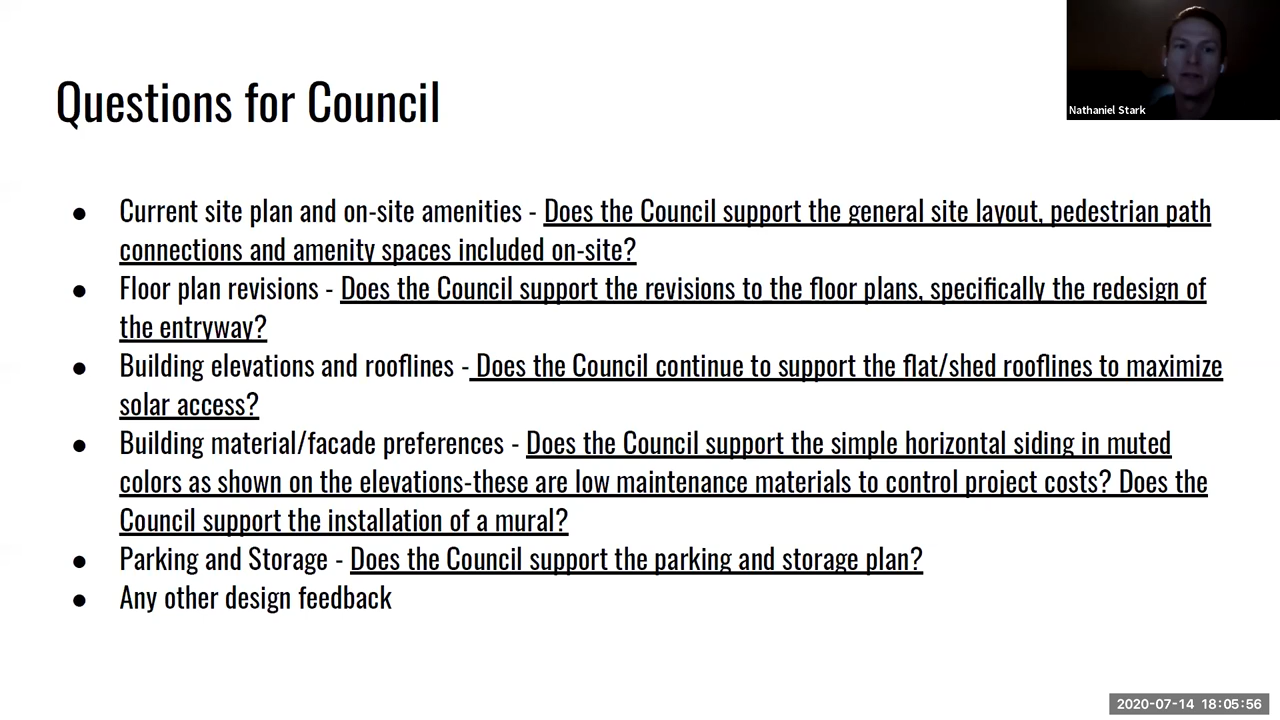 Nathaniel Stark
Questions for Council
● Current site plan and on-site amenities - Does the Council support the general site layout, pedestrian path
connections and amenity spaces included on-site?
● Floor plan revisions - Does the Council support the revisions to the floor plans, specifically the redesign of
the entryway?
● Building elevations and rooflines - Does the Council continue to support the flat/shed rooflines to maximize
solar access?
● Building material/facade preferences - Does the Council support the simple horizontal siding in muted
colors as shown on the elevations-these are low maintenance materials to control project costs? Does the
Council support the installation of a mural?
● Parking and Storage - Does the Council support the parking and storage plan?
● Any other design feedback
2020-07-14 18:05:56